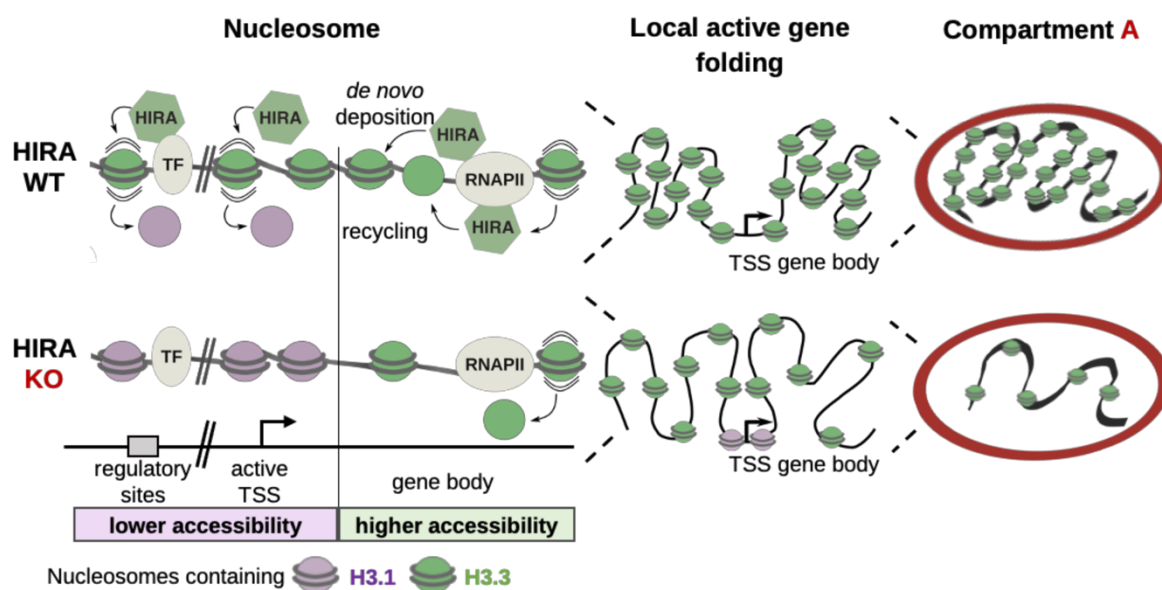 Nucleosome
Local active gene
folding
Compartment A
HIRA
WT
HIRA
HIRA
de novo
deposition
HIRA
TF
RNAPII
HIRA
recycling
TSS gene body
HIRA
KO
TF
RNAPII
TSS gene body
regulatory
sites
active
TSS
gene body
lower accessibility
higher accessibility
Nucleosomes containing H3.1 H3.3